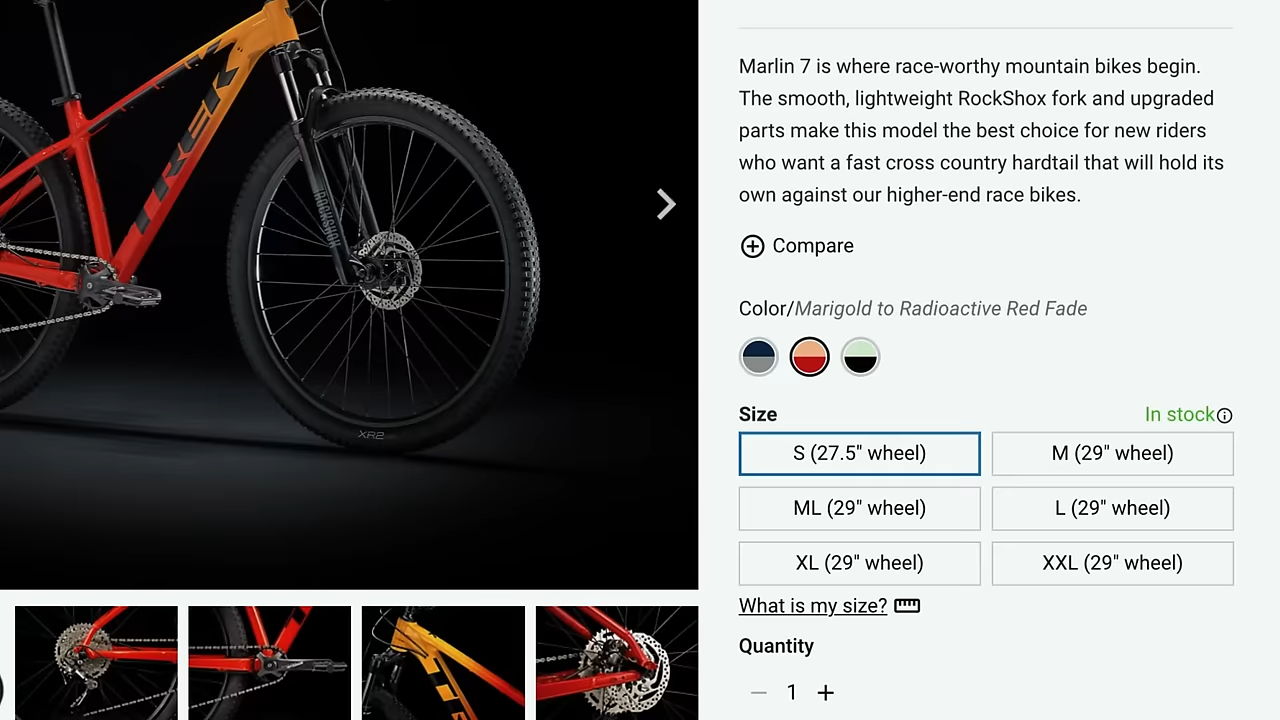 TREK
ROCKSHOX
XR2
Marlin 7 is where race-worthy mountain bikes begin.
The smooth, lightweight RockShox fork and upgraded
parts make this model the best choice for new riders
who want a fast cross country hardtail that will hold its
own against our higher-end race bikes.
Compare
Color/Marigold to Radioactive Red Fade
Size
In stock
S (27.5" wheel)
M (29" wheel)
ML (29" wheel)
L (29" wheel)
XL (29" wheel)
XXL (29" wheel)
What is my size?
Quantity
1